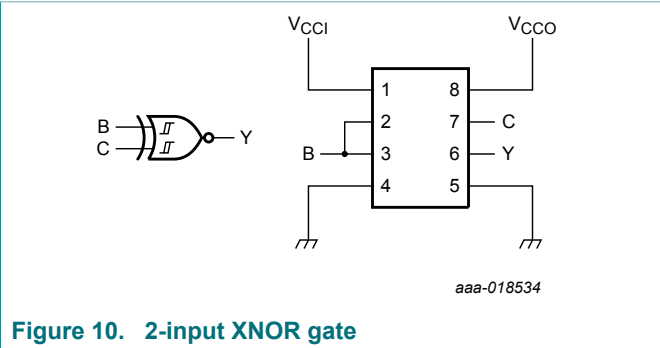 VCCI
VCCO
B
C
Y
1
8
2
7
C
B
3
6
Y
4
5
aaa-018534
Figure 10. 2-input XNOR gate